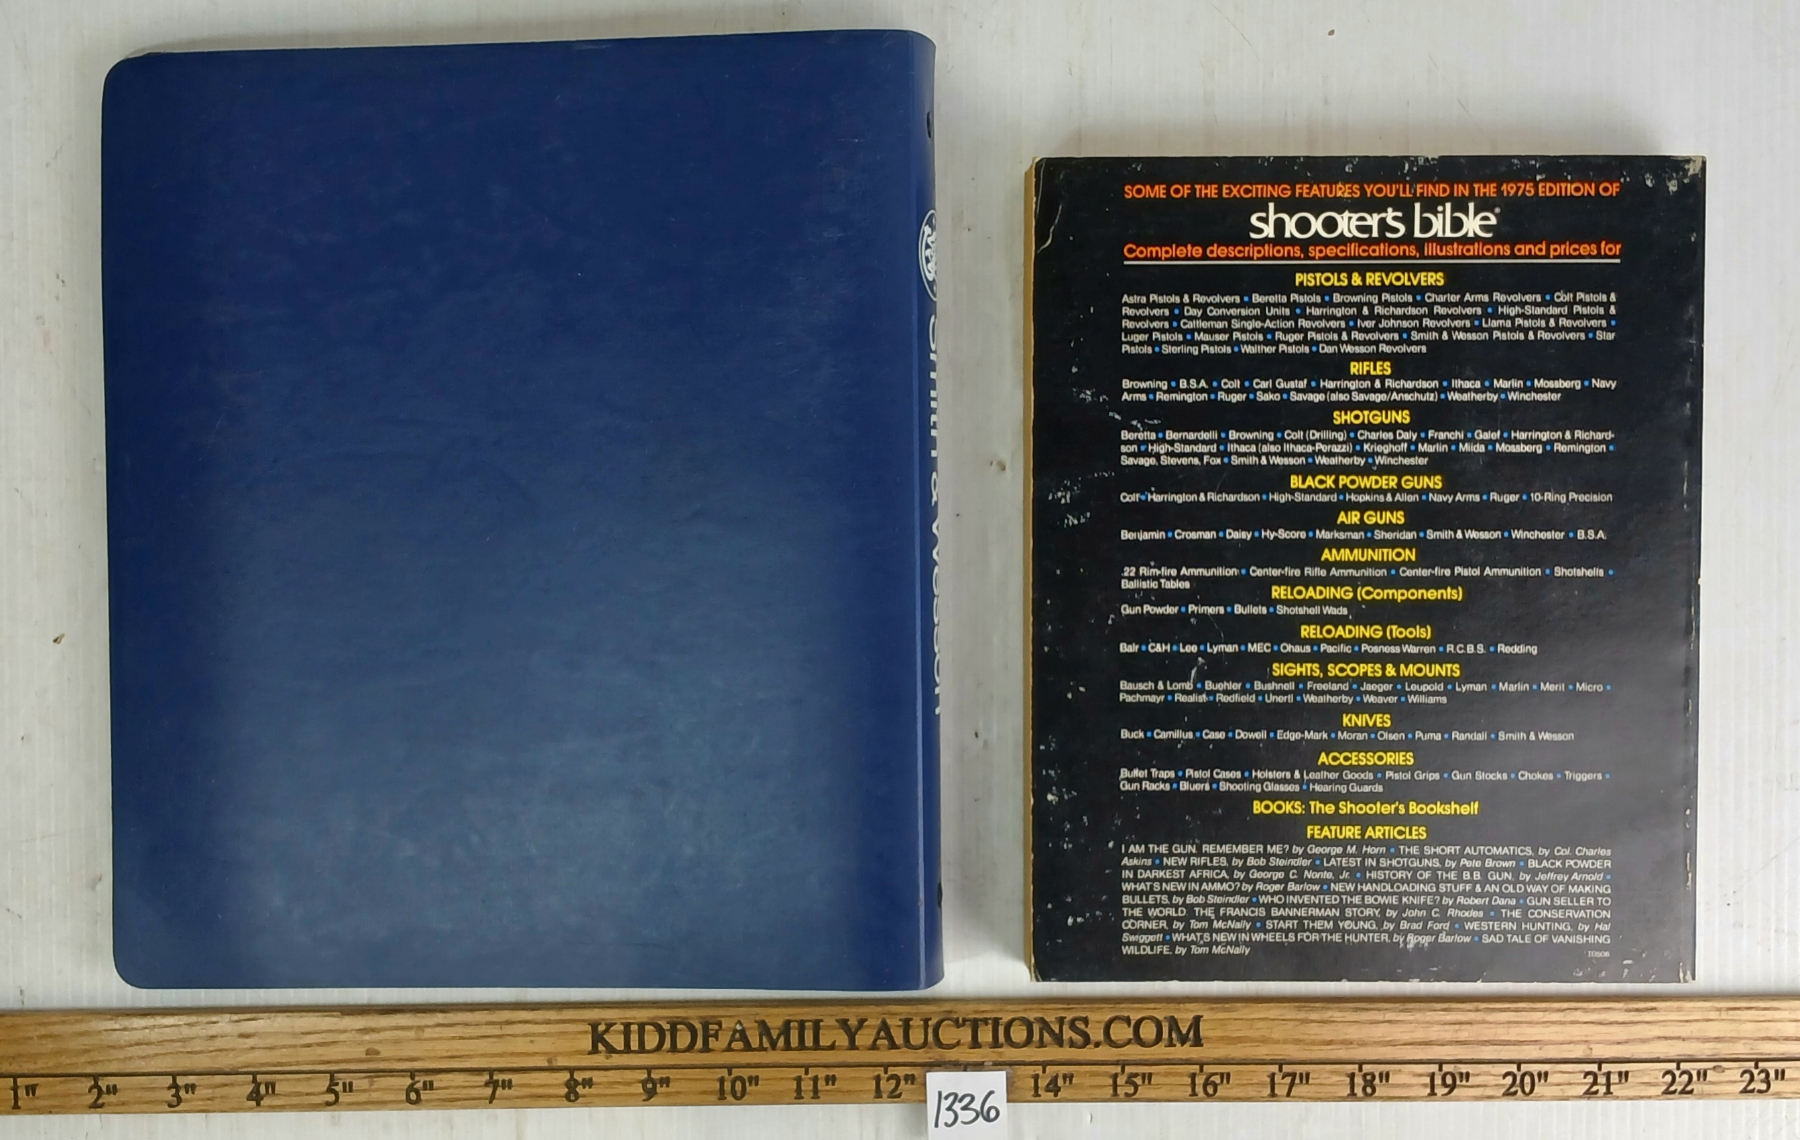 Smith & Wesson
SOME OF THE EXCITING FEATURES YOU'LL FIND IN THE 1975 EDITION OF
shooter's bible®
Complete descriptions, specifications, illustrations and prices for
PISTOLS & REVOLVERS
Astra Pistols & Revolvers • Beretta Pistols • Browning Pistols • Charter Arms Revolvers • Colt Pistols &
Revolvers • Day Conversion Units • Harrington & Richardson Revolvers • High-Standard Pistols &
Revolvers • Cattleman Single-Action Revolvers • Iver Johnson Revolvers • Llama Pistols & Revolvers •
Luger Pistols • Mauser Pistols • Ruger Pistols & Revolvers • Smith & Wesson Pistols & Revolvers • Star
Pistols • Sterling Pistols • Walther Pistols • Dan Wesson Revolvers
RIFLES
Browning • B.S.A. • Colt • Carl Gustaf • Harrington & Richardson • Ithaca • Marlin • Mossberg • Navy
Arms • Remington • Ruger • Sako • Savage (also Savage/Anschutz) • Weatherby • Winchester
SHOTGUNS
Beretta • Bernardelli • Browning • Colt (Drilling) • Charles Daly • Franchi • Galef • Harrington & Richard-
son • High-Standard • Ithaca (also Ithaca-Perazzi) • Krieghoff • Marlin • Miida • Mossberg • Remington •
Savage, Stevens, Fox • Smith & Wesson • Weatherby • Winchester
BLACK POWDER GUNS
Colt • Harrington & Richardson • High-Standard • Hopkins & Allen • Navy Arms • Ruger • 10-Ring Precision
AIR GUNS
Benjamin • Crosman • Daisy • Hy-Score • Marksman • Sheridan • Smith & Wesson • Winchester • B.S.A.
AMMUNITION
.22 Rim-fire Ammunition • Center-fire Rifle Ammunition • Center-fire Pistol Ammunition • Shotshells •
Ballistic Tables
RELOADING (Components)
Gun Powder • Primers • Bullets • Shotshell Wads
RELOADING (Tools)
Bair • C&H • Lee • Lyman • MEC • Ohaus • Pacific • Posness Warren • R.C.B.S. • Redding
SIGHTS, SCOPES & MOUNTS
Bausch & Lomb • Buehler • Bushnell • Freeland • Jaeger • Leupold • Lyman • Marlin • Merit • Micro •
Pachmayr • Realist • Redfield • Unertl • Weatherby • Weaver • Williams
KNIVES
Buck • Camillus • Case • Dowell • Edge-Mark • Moran • Olsen • Puma • Randall • Smith & Wesson
ACCESSORIES
Bullet Traps • Pistol Cases • Holsters & Leather Goods • Pistol Grips • Gun Stocks • Chokes • Triggers •
Gun Racks • Bluers • Shooting Glasses • Hearing Guards
BOOKS: The Shooter's Bookshelf
FEATURE ARTICLES
I AM THE GUN. REMEMBER ME? by George M. Horn • THE SHORT AUTOMATICS, by Col. Charles
Askins • NEW RIFLES, by Bob Steindler • LATEST IN SHOTGUNS, by Pete Brown • BLACK POWDER
IN DARKEST AFRICA, by George C. Nonte, Jr. • HISTORY OF THE B.B. GUN, by Jeffrey Arnold •
WHAT'S NEW IN AMMO? by Roger Barlow • NEW HANDLOADING STUFF & AN OLD WAY OF MAKING
BULLETS, by Bob Steindler • WHO INVENTED THE BOWIE KNIFE? by Robert Dana • GUN SELLER TO
THE WORLD. THE FRANCIS BANNERMAN STORY, by John C. Rhodes • THE CONSERVATION
CORNER, by Tom McNally • START THEM YOUNG, by Brad Ford • WESTERN HUNTING, by Hal
Swiggett • WHAT'S NEW IN WHEELS FOR THE HUNTER, by Roger Barlow • SAD TALE OF VANISHING
WILDLIFE, by Tom McNally
KIDDFAMILYAUCTIONS.COM
1" 2" 3" 4" 5" 6" 7" 8" 9" 10" 11" 12" 14" 15" 16" 17" 18" 19" 20" 21" 22" 23"
1336